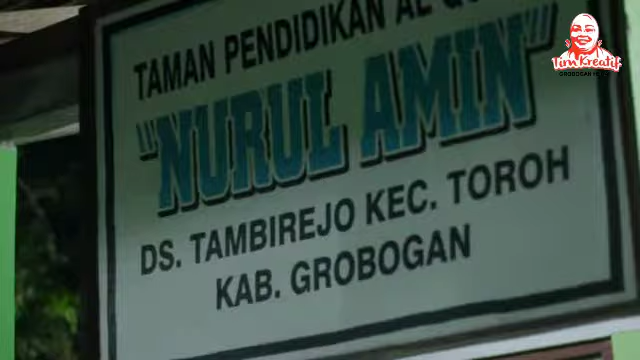 TAMAN PENDIDIKAN AL
"NURUL AMIN"
DS. TAMBIREJO KEC. TOROH
KAB. GROBOGAN
Tim Kreatif